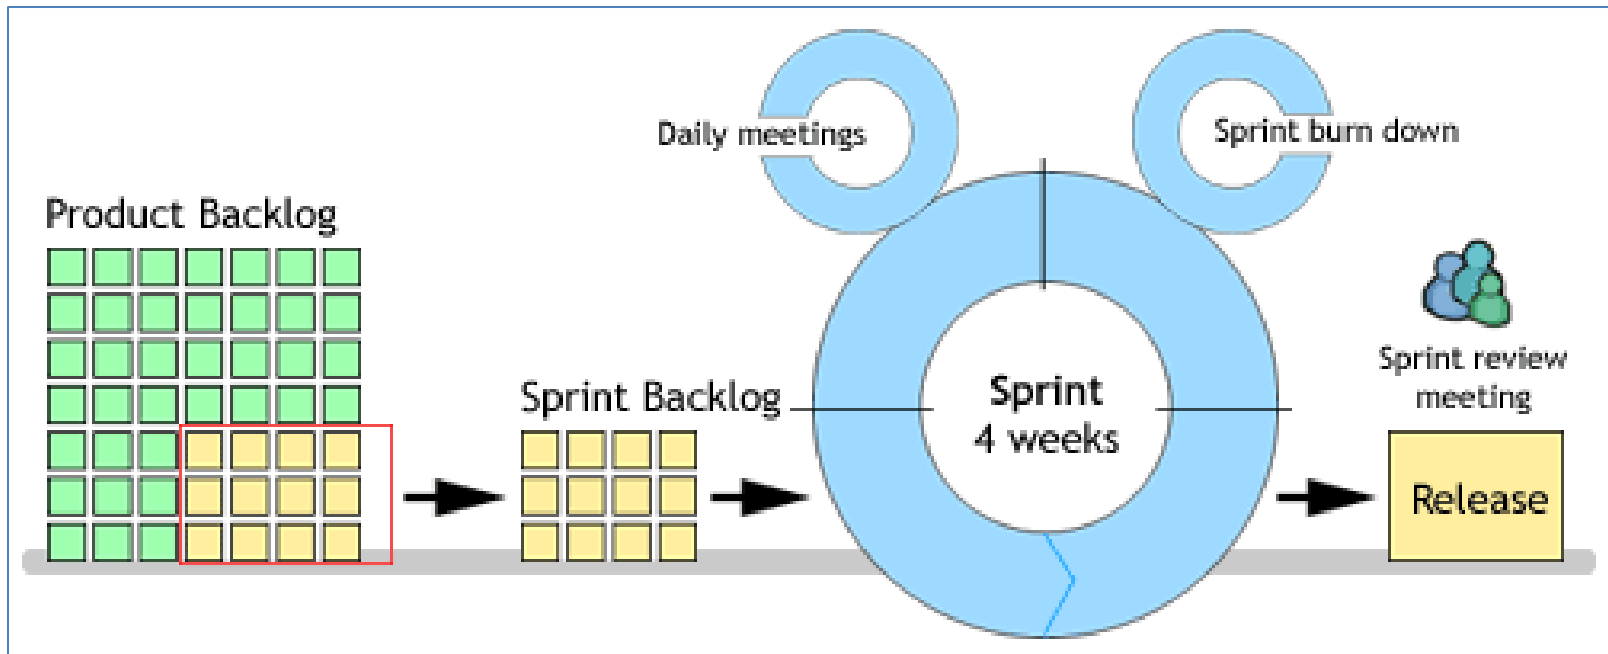 Daily meetings
Sprint burn down
Product Backlog
Sprint Backlog
Sprint
4 weeks
Sprint review
meeting
Release